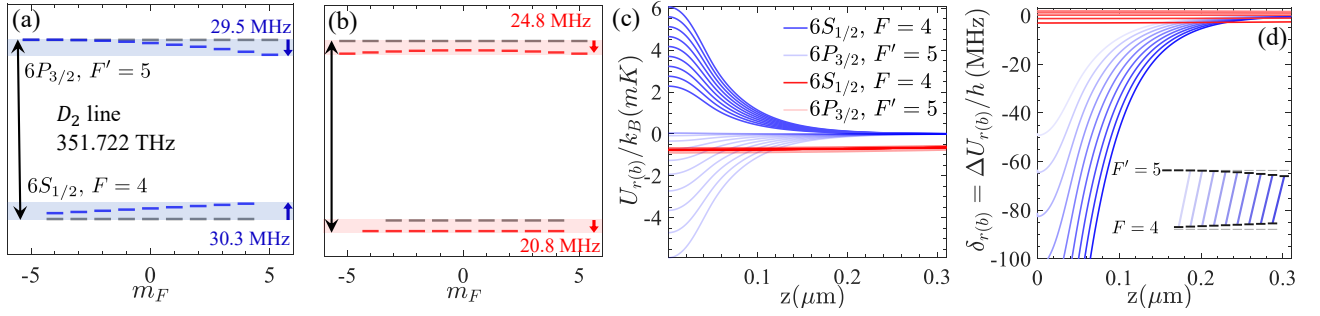 (a)
29.5 MHz
6P3/2, F′ = 5
D2 line
351.722 THz
6S1/2, F = 4
30.3 MHz
-5
0
5
mF
(b)
24.8 MHz
20.8 MHz
-5
0
5
mF
(c)
6
4
2
0
-2
-4
Ur(b)/kB(mK)
6S1/2, F = 4
6P3/2, F′ = 5
6S1/2, F = 4
6P3/2, F′ = 5
0.1
0.2
0.3
z(μm)
(d)
0
-20
-40
-60
-80
-100
δr(b) = ΔUr(b)/h (MHz)
F′ = 5
F = 4
0
0.1
0.2
0.3
z(μm)